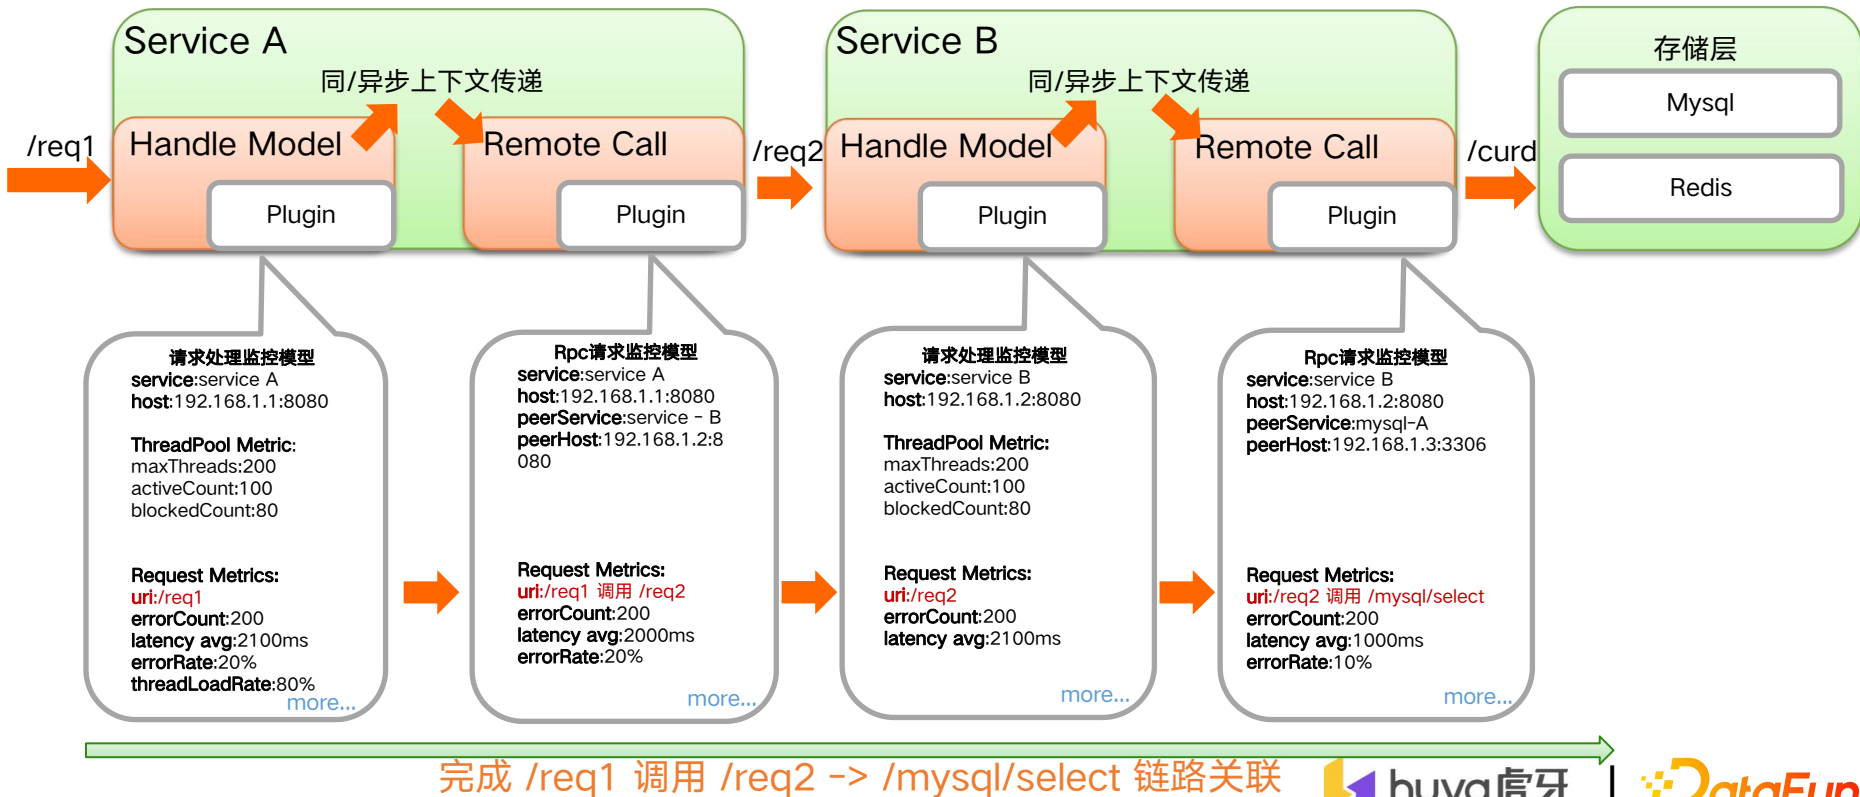 Service A
同/异步上下文传递
/req1
Handle Model
Plugin
Remote Call
Plugin
/req2
Service B
同/异步上下文传递
Handle Model
Plugin
Remote Call
Plugin
/curd
存储层
Mysql
Redis
请求处理监控模型
service:service A
host:192.168.1.1:8080
ThreadPool Metric:
maxThreads:200
activeCount:100
blockedCount:80
Request Metrics:
uri:/req1
errorCount:200
latency avg:2100ms
errorRate:20%
threadLoadRate:80%
more...
Rpc请求监控模型
service:service A
host:192.168.1.1:8080
peerService:service - B
peerHost:192.168.1.2:8
080
Request Metrics:
uri:/req1 调用 /req2
errorCount:200
latency avg:2000ms
errorRate:20%
more...
请求处理监控模型
service:service B
host:192.168.1.2:8080
ThreadPool Metric:
maxThreads:200
activeCount:100
blockedCount:80
Request Metrics:
uri:/req2
errorCount:200
latency avg:2100ms
more...
Rpc请求监控模型
service:service B
host:192.168.1.2:8080
peerService:mysql-A
peerHost:192.168.1.3:3306
Request Metrics:
uri:/req2 调用 /mysql/select
errorCount:200
latency avg:1000ms
errorRate:10%
more...
完成 /req1 调用 /req2 -> /mysql/select 链路关联
huya虎牙
DataFun